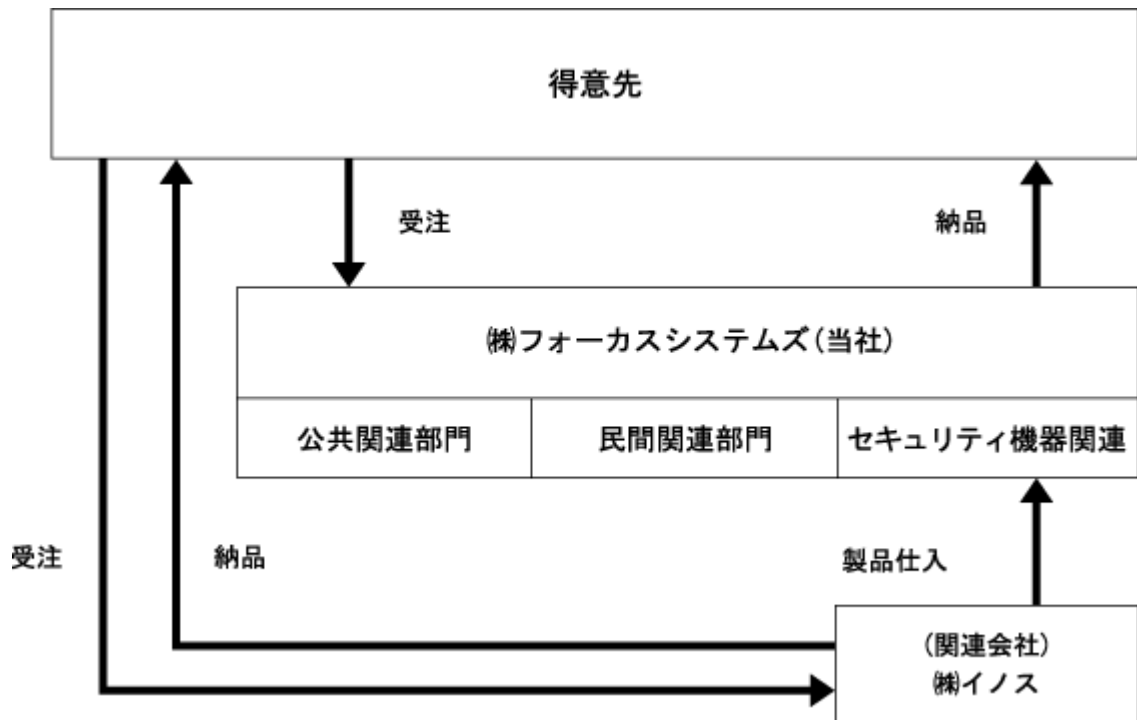 得意先
受注
納品
㈱フォーカスシステムズ(当社)
公共関連部門
民間関連部門
セキュリティ機器関連
受注
納品
製品仕入
(関連会社)
㈱イノス